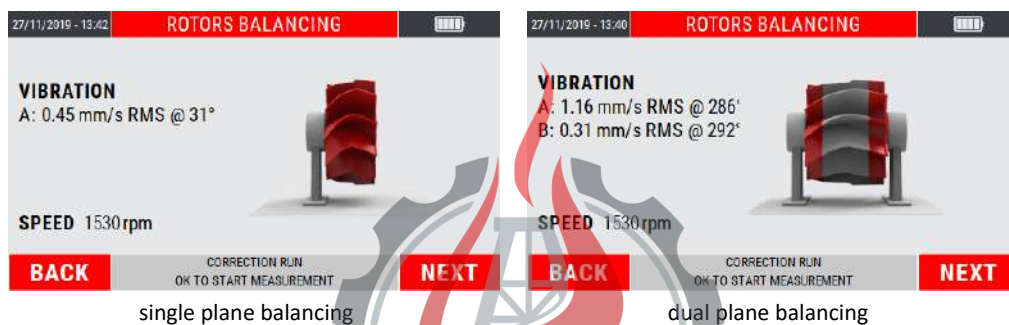 27/11/2019 - 13:42 ROTORS BALANCING
VIBRATION
A: 0.45 mm/s RMS @ 31°
SPEED 1530 rpm
BACK
CORRECTION RUN
OK TO START MEASUREMENT
NEXT
single plane balancing
27/11/2019 - 13:40 ROTORS BALANCING
VIBRATION
A: 1.16 mm/s RMS @ 286°
B: 0.31 mm/s RMS @ 292°
SPEED 1530 rpm
BACK
CORRECTION RUN
OK TO START MEASUREMENT
NEXT
dual plane balancing